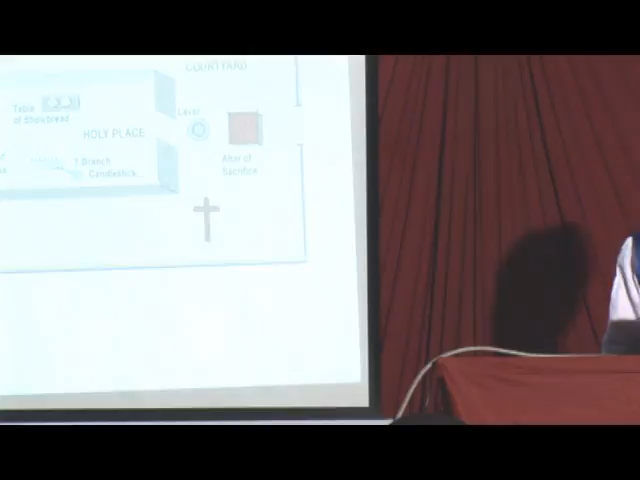 COURTYARD
Table
of Showbread
Laver
HOLY PLACE
7 Branch
Candlestick
Altar of
Sacrifice